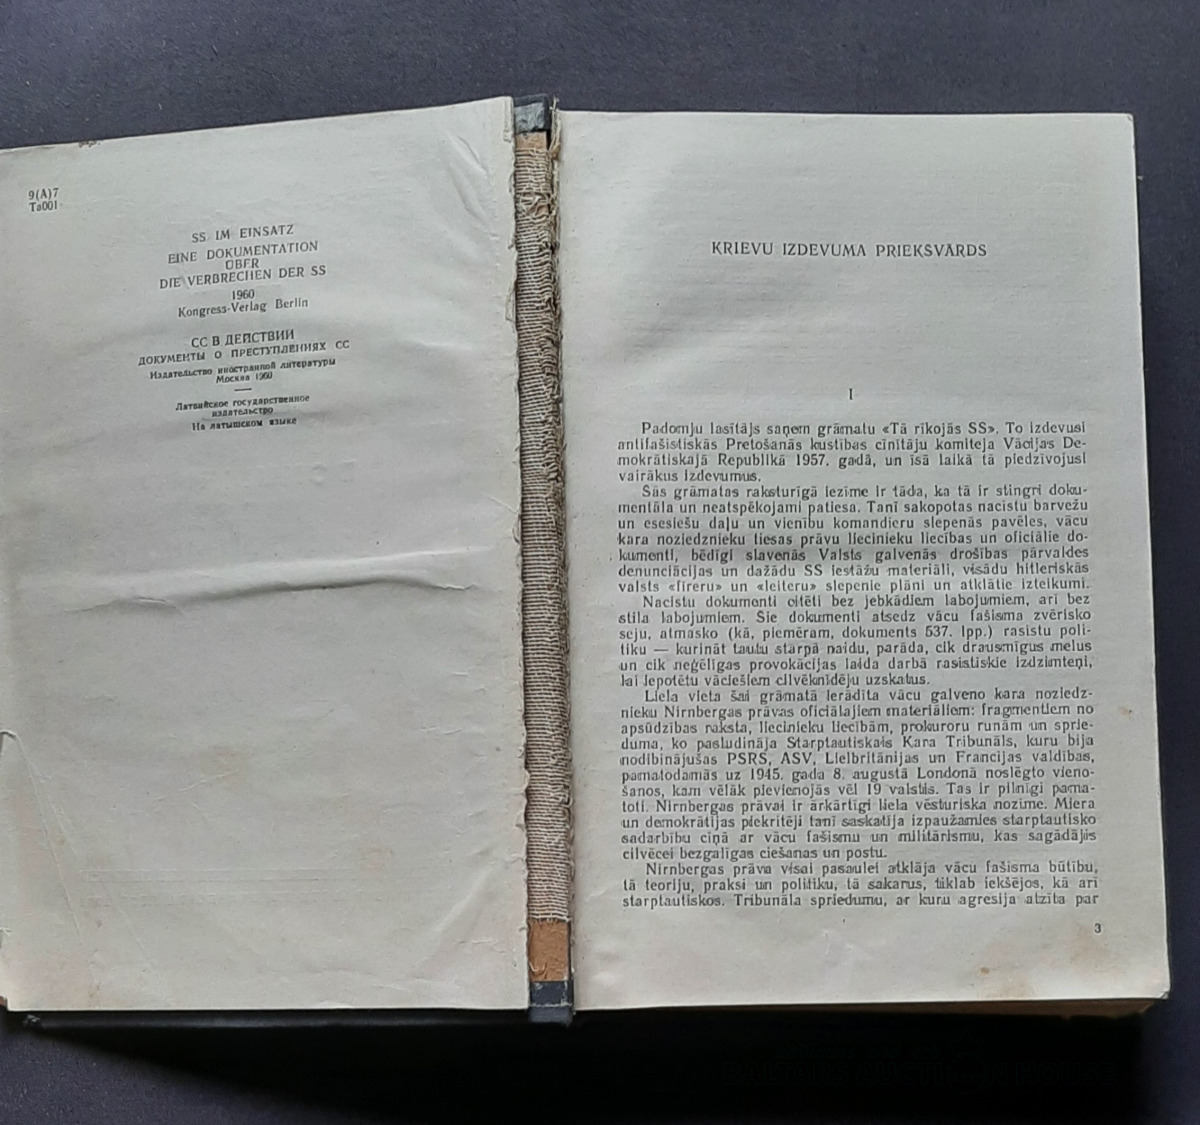 9(A)7
Ta001
SS IM EINSATZ
EINE DOKUMENTATION
ÜBER
DIE VERBRECHEN DER SS
1960
Kongress-Verlag Berlin
СС В ДЕЙСТВИИ
ДОКУМЕНТЫ О ПРЕСТУПЛЕНИЯХ СС
Издательство иностранной литературы
Москва 1960
Латвийское государственное
издательство
На латышском языке
KRIEVU IZDEVUMA PRIEKŠVĀRDS
I
Padomju lasītājs saņem grāmatu «Tā rīkojās SS». To izdevusi
antifašistiskās Pretošanās kustības cīnītāju komiteja Vācijas De-
mokrātiskajā Republikā 1957. gadā, un īsā laikā tā piedzīvojusi
vairākus izdevumus.
Šās grāmatas raksturīgā iezīme ir tāda, ka tā ir stingri doku-
mentāla un neatspēkojami patiesa. Tanī sakopotas nacistu barvežu
un esesiešu daļu un vienību komandieru slepenās pavēles, vācu
kara noziedznieku tiesas prāvu liecinieku liecības un oficiālie do-
kumenti, bēdīgi slavenās Valsts galvenās drošības pārvaldes
denunciācijas un dažādu SS iestāžu materiāli, visādu hitleriskās
valsts «fīreru» un «leiteru» slepenie plāni un atklātie izteikumi.
Nacistu dokumenti citēti bez jebkādiem labojumiem, arī bez
stila labojumiem. Šie dokumenti atsedz vācu fašisma zvērisko
seju, atmasko (kā, piemēram, dokuments 537. lpp.) rasistu poli-
tiku — kurināt tautu starpā naidu, parāda, cik drausmīgus melus
un cik neģēlīgas provokācijas laida darbā rasistiskie izdzimteņi,
lai iepotētu vāciešiem cilvēknīdēju uzskatus.
Liela vieta šai grāmatā ierādīta vācu galveno kara noziedz-
nieku Nirnbergas prāvas oficiālajiem materiāliem: fragmentiem no
apsūdzības raksta, liecinieku liecībām, prokuroru runām un sprie-
duma, ko pasludināja Starptautiskais Kara Tribunāls, kuru bija
nodibinājušas PSRS, ASV, Lielbritānijas un Francijas valdības,
pamatodamās uz 1945. gada 8. augustā Londonā noslēgto vieno-
šanos, kam vēlāk pievienojās vēl 19 valstis. Tas ir pilnīgi pama-
toti. Nirnbergas prāvai ir ārkārtīgi liela vēsturiska nozīme. Miera
un demokrātijas piekritēji tanī saskatīja izpaužamies starptautisko
sadarbību cīņā ar vācu fašismu un militārismu, kas sagādājis
cilvēcei bezgalīgas ciešanas un postu.
Nirnbergas prāva visai pasaulei atklāja vācu fašisma būtību,
tā teoriju, praksi un politiku, tā sakarus, tiklab iekšējos, kā arī
starptautiskos. Tribunāla spriedumu, ar kuru agresija atzīta par
3